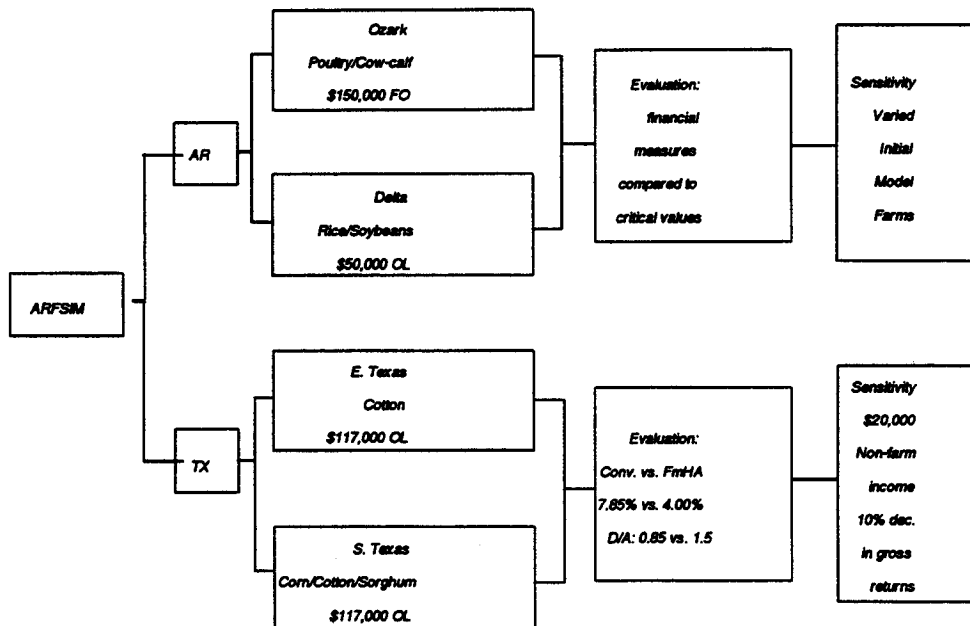 ARFSIM
AR
Ozark
Poultry/Cow-calf
$150,000 FO
Delta
Rice/Soybeans
$50,000 OL
Evaluation:
financial
measures
compared to
critical values
Sensitivity
Varied
Initial
Model
Farms
TX
E. Texas
Cotton
$117,000 OL
S. Texas
Corn/Cotton/Sorghum
$117,000 OL
Evaluation:
Conv. vs. FmHA
7.85% vs. 4.00%
D/A: 0.85 vs. 1.5
Sensitivity
$20,000
Non-farm
income
10% dec.
in gross
returns